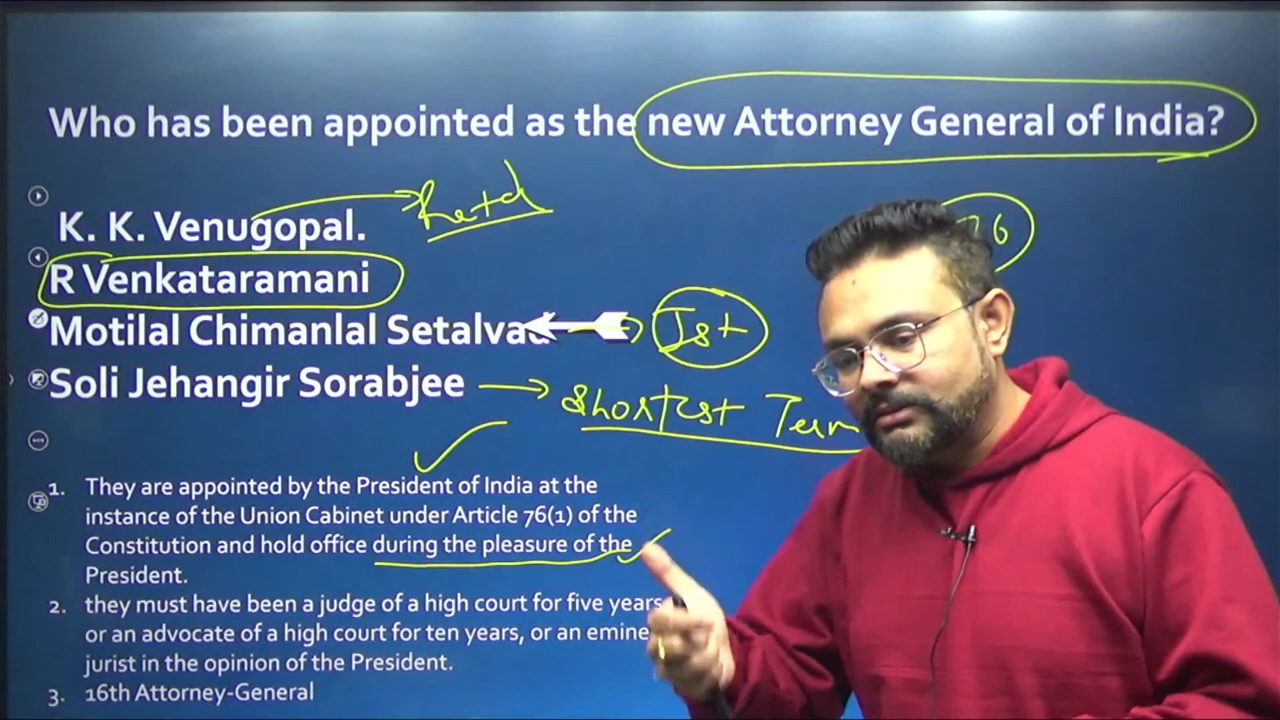 Who has been appointed as the new Attorney General of India?
K. K. Venugopal.
Retd
R Venkataramani
76
Motilal Chimanlal Setalvad
Ist
Soli Jehangir Sorabjee
Shortest Term
1. They are appointed by the President of India at the
instance of the Union Cabinet under Article 76(1) of the
Constitution and hold office during the pleasure of the
President.
2. they must have been a judge of a high court for five years
or an advocate of a high court for ten years, or an emine
jurist in the opinion of the President.
3. 16th Attorney-General